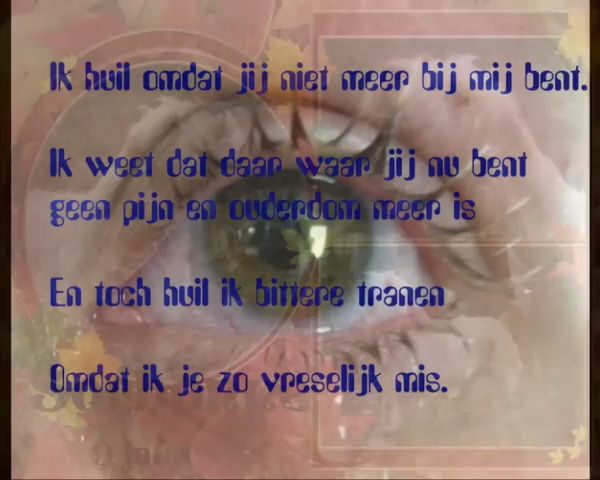 Ik huil omdat jij niet meer bij mij bent.
Ik weet dat daar waar jij nu bent
geen pijn en ouderdom meer is
En toch huil ik bittere tranen
Omdat ik je zo vreselijk mis.